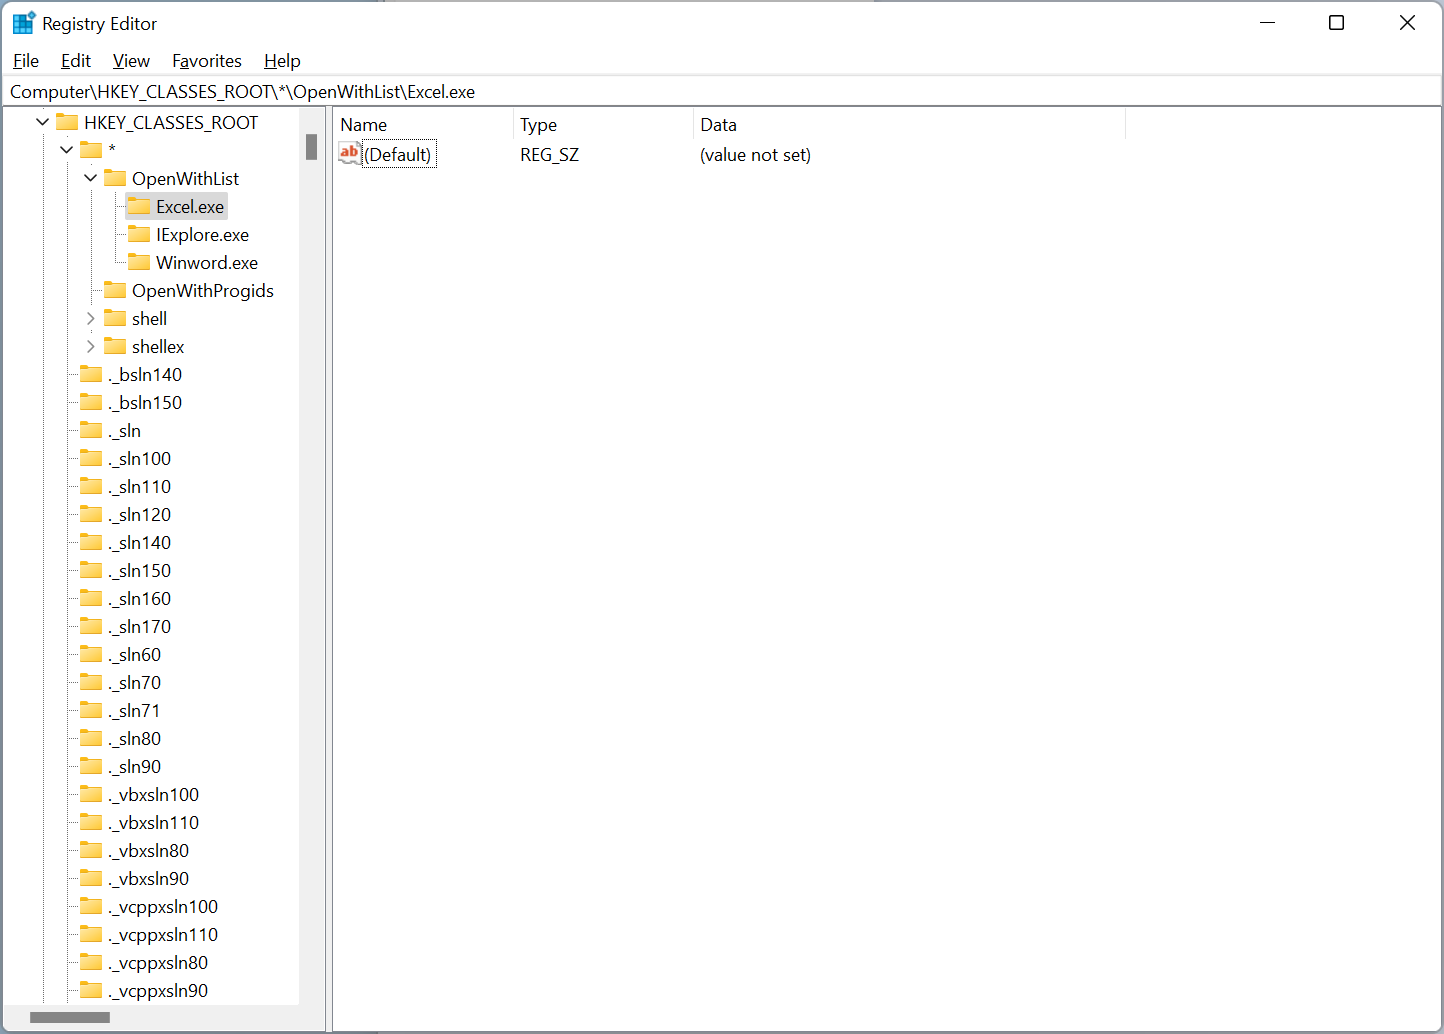 Registry Editor
File Edit View Favorites Help
Computer\HKEY_CLASSES_ROOT\*\OpenWithList\Excel.exe
HKEY_CLASSES_ROOT
*
OpenWithList
Excel.exe
IExplore.exe
Winword.exe
OpenWithProgids
shell
shellex
._bsln140
._bsln150
._sln
._sln100
._sln110
._sln120
._sln140
._sln150
._sln160
._sln170
._sln60
._sln70
._sln71
._sln80
._sln90
._vbxsln100
._vbxsln110
._vbxsln80
._vbxsln90
._vcppxsln100
._vcppxsln110
._vcppxsln80
._vcppxsln90
Name Type Data
ab (Default) REG_SZ (value not set)